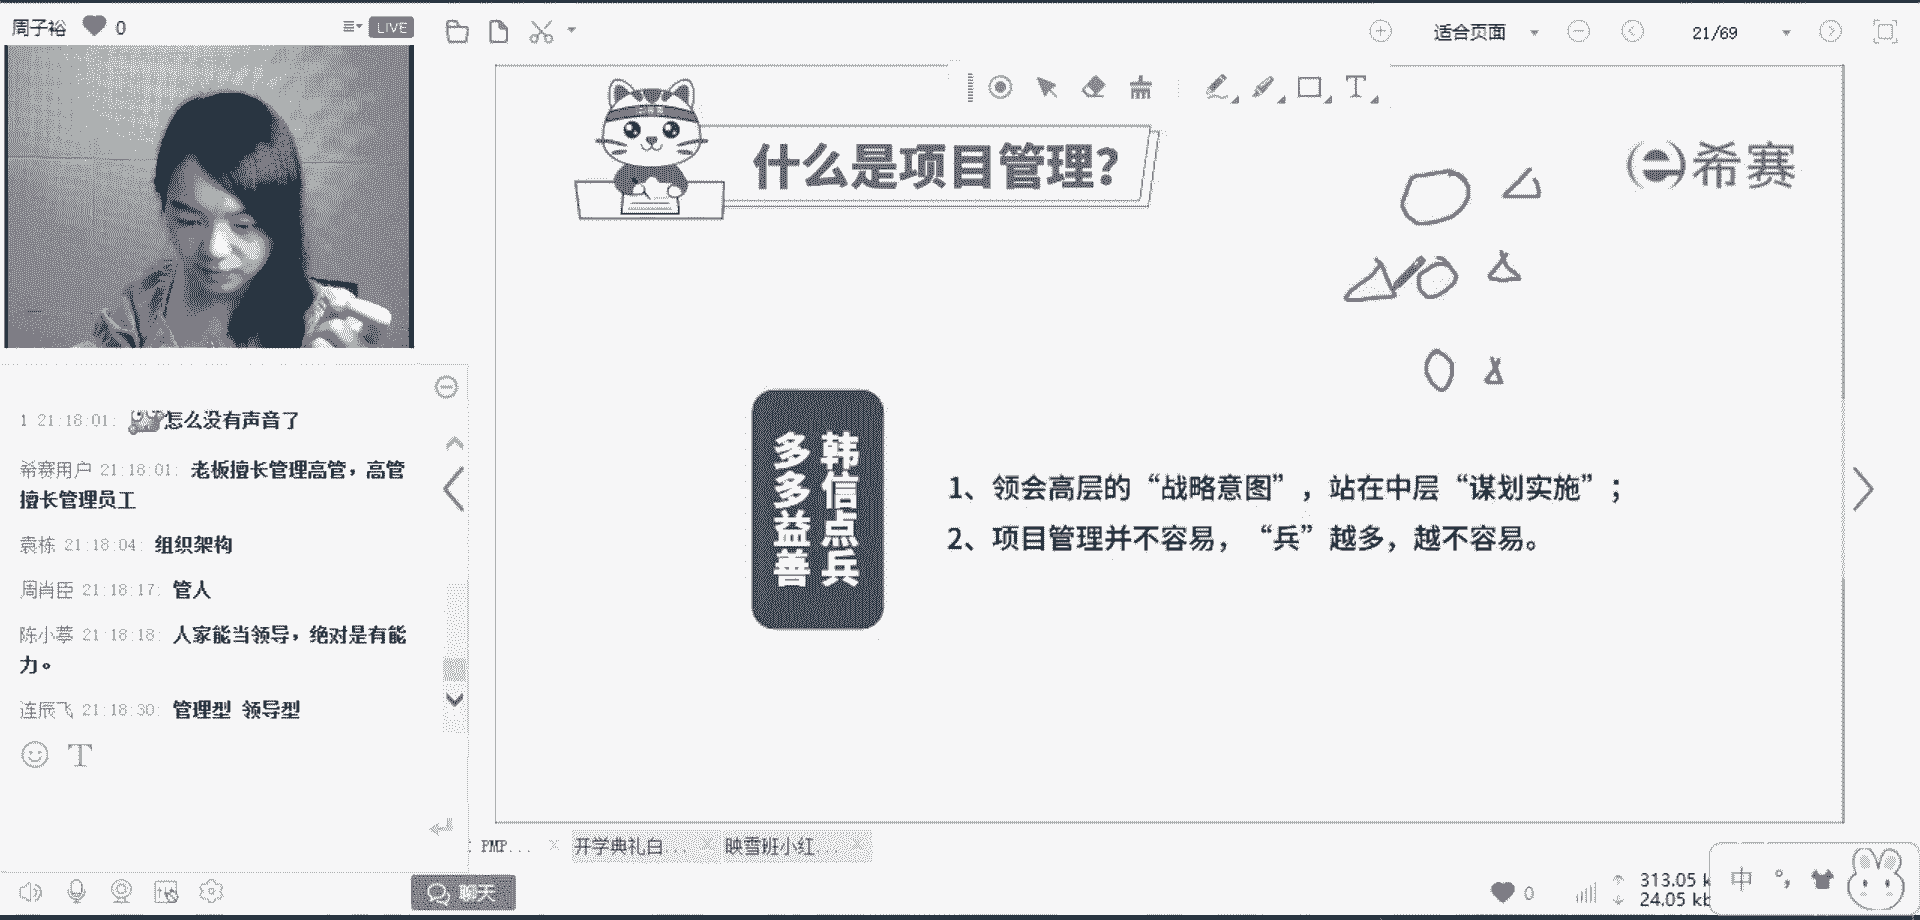 周子裕 0
LIVE
适合页面
21/69
什么是项目管理？
希赛
韩信点兵
多多益善
1、领会高层的“战略意图”，站在中层“谋划实施”；
2、项目管理并不容易，“兵”越多，越不容易。
1 21:18:01: 怎么没有声音了
希赛用户 21:18:01: 老板擅长管理高管，高管
擅长管理员工
袁栋 21:18:04: 组织架构
周肖臣 21:18:17: 管人
陈小葶 21:18:18: 人家能当领导，绝对是有能
力。
连辰飞 21:18:30: 管理型 领导型
PMP...
开学典礼白...
映雪班小红...
聊天
0
313.05 k
24.05 kb
中